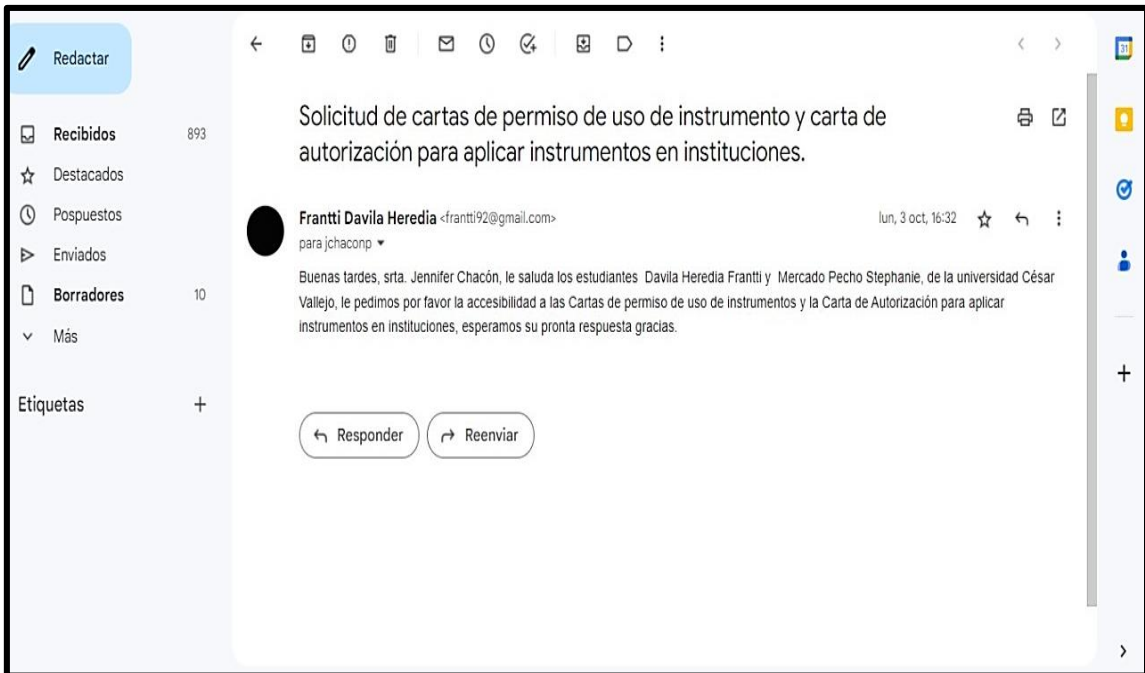 Redactar
Recibidos 893
Destacados
Pospuestos
Enviados
Borradores 10
Más
Etiquetas +
Solicitud de cartas de permiso de uso de instrumento y carta de
autorización para aplicar instrumentos en instituciones.
Frantti Davila Heredia <frantti92@gmail.com> lun, 3 oct, 16:32
para jchaconp
Buenas tardes, srta. Jennifer Chacón, le saluda los estudiantes Davila Heredia Frantti y Mercado Pecho Stephanie, de la universidad César
Vallejo, le pedimos por favor la accesibilidad a las Cartas de permiso de uso de instrumentos y la Carta de Autorización para aplicar
instrumentos en instituciones, esperamos su pronta respuesta gracias.
Responder Reenviar
31